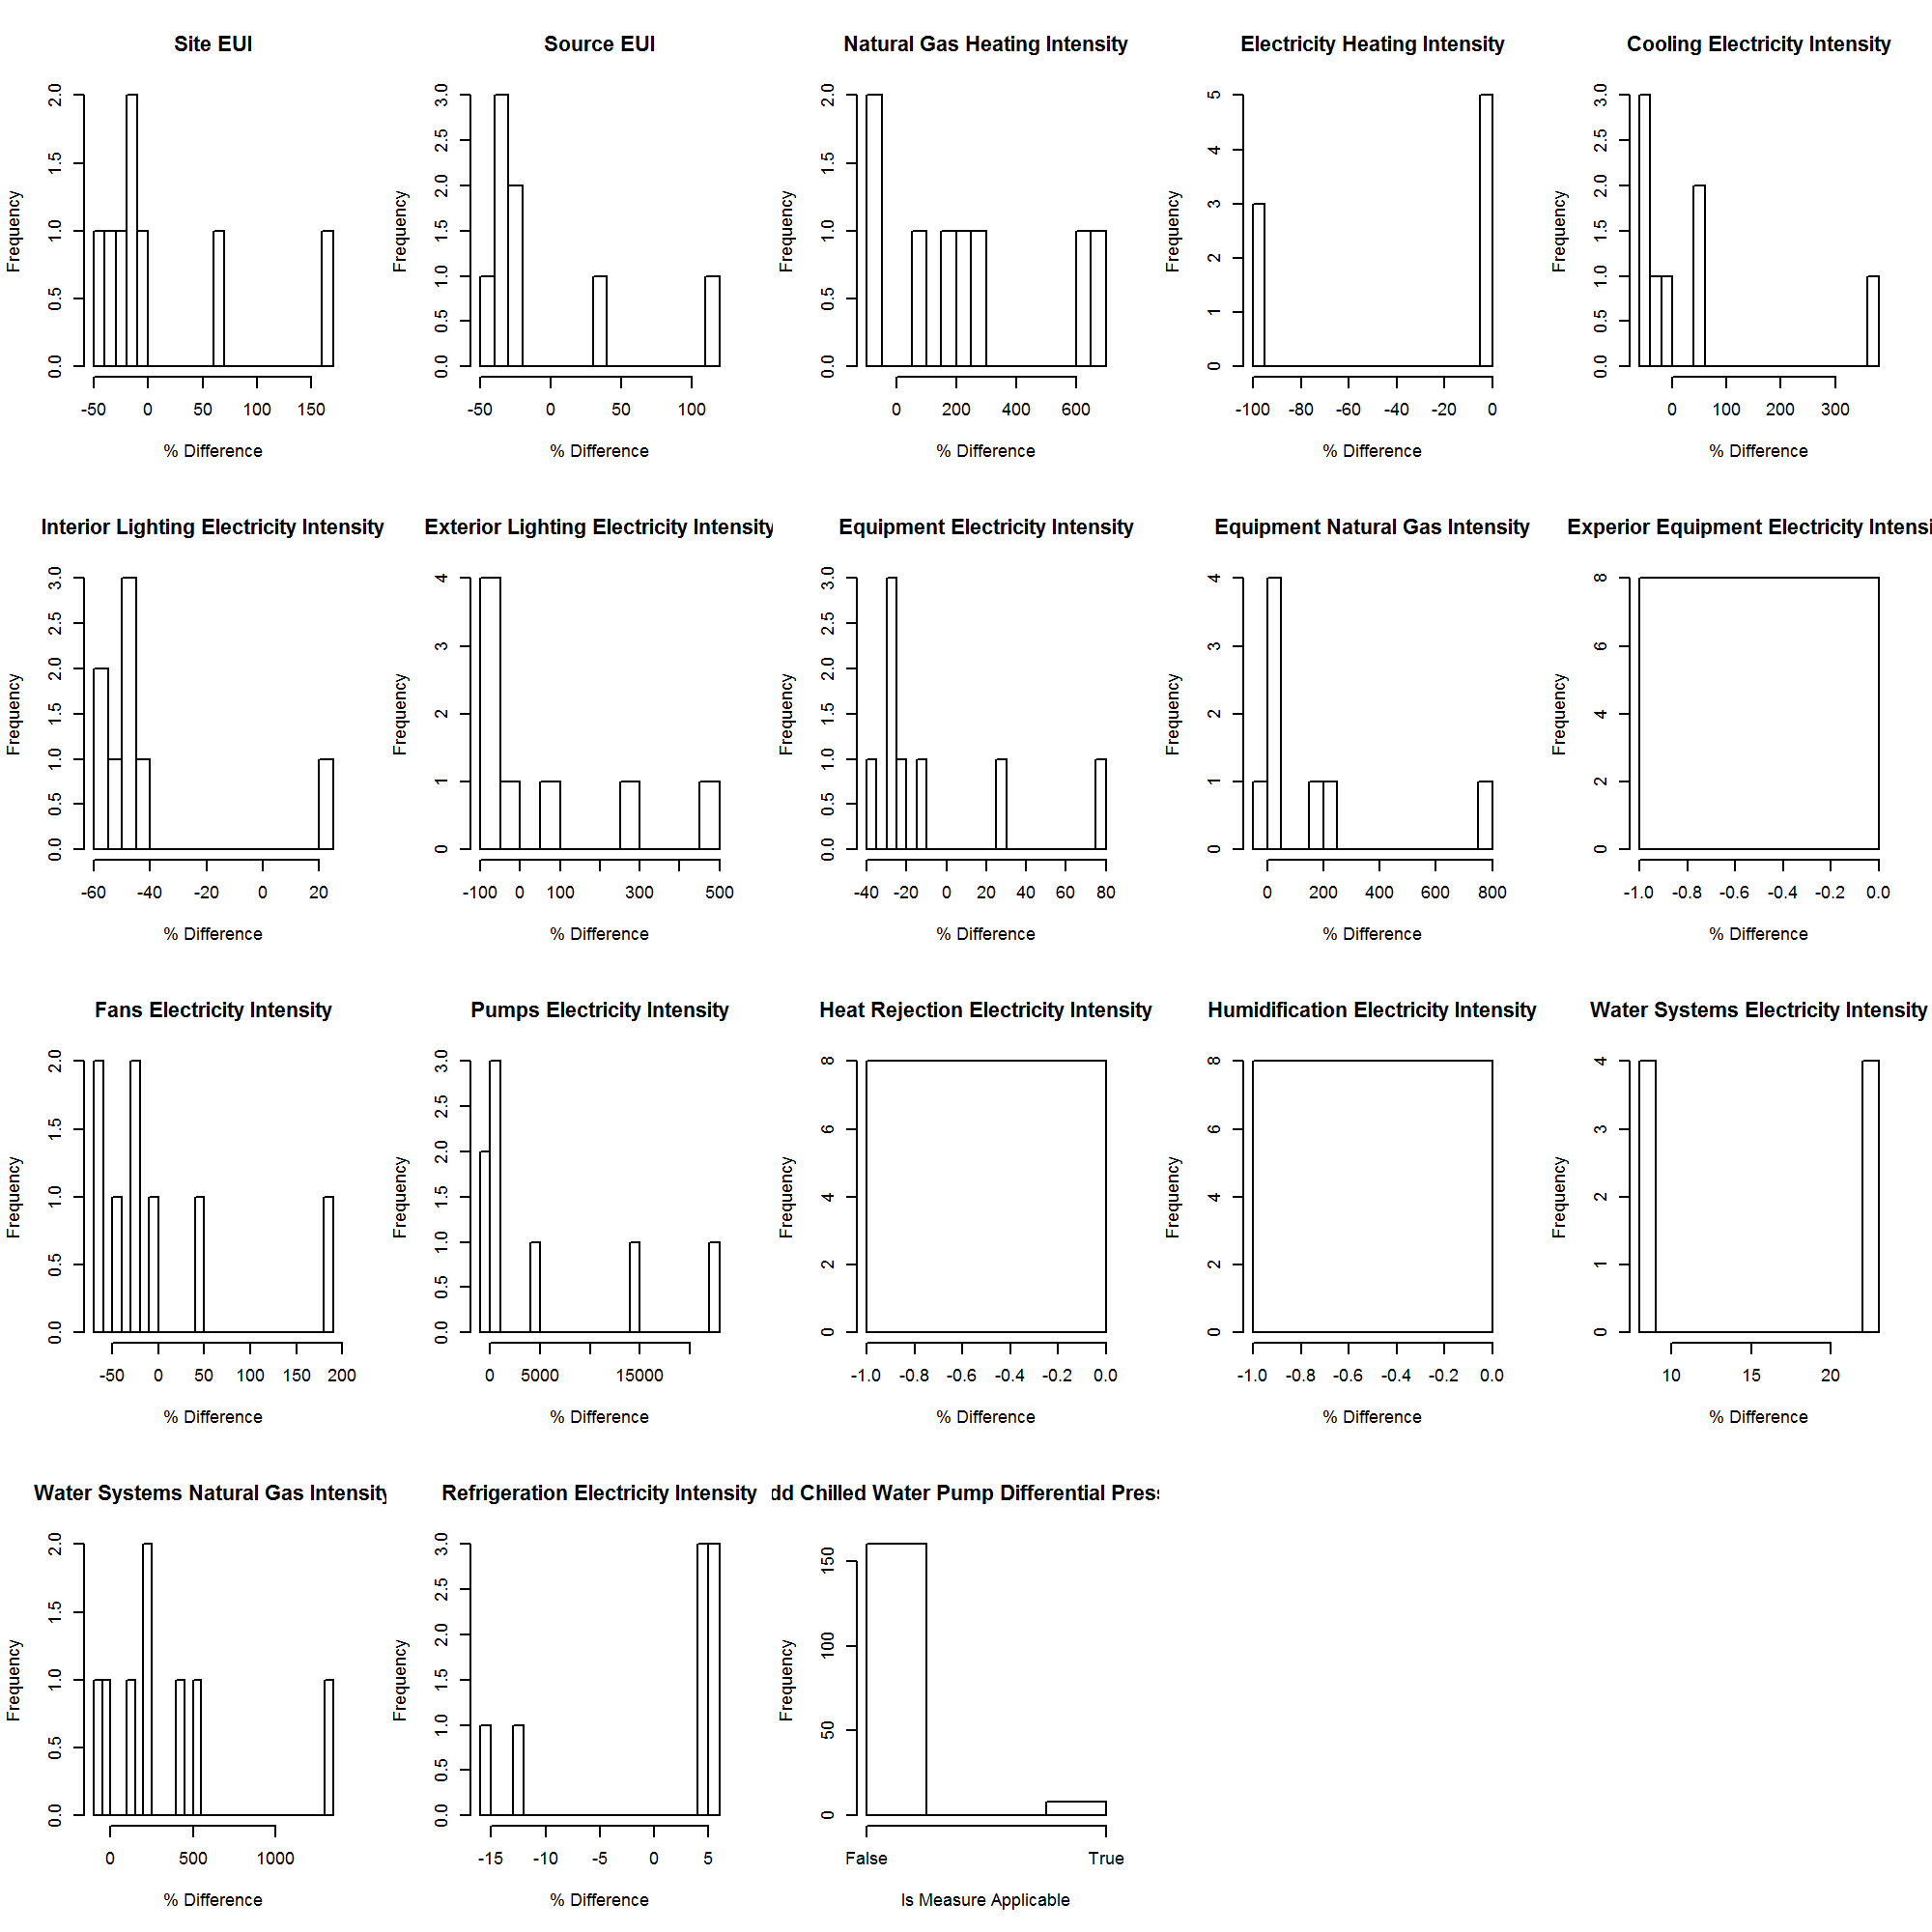 Site EUI
Source EUI
Natural Gas Heating Intensity
Electricity Heating Intensity
Cooling Electricity Intensity
Frequency
0.0 0.5 1.0 1.5 2.0
-50 0 50 100 150
% Difference
Frequency
0.0 0.5 1.0 1.5 2.0 2.5 3.0
-50 0 50 100
% Difference
Frequency
0.0 0.5 1.0 1.5 2.0
0 200 400 600
% Difference
Frequency
0 1 2 3 4 5
-100 -80 -60 -40 -20 0
% Difference
Frequency
0.0 0.5 1.0 1.5 2.0 2.5 3.0
0 100 200 300
% Difference
Interior Lighting Electricity Intensity
Exterior Lighting Electricity Intensity
Equipment Electricity Intensity
Equipment Natural Gas Intensity
Experior Equipment Electricity Intensi
Frequency
0.0 0.5 1.0 1.5 2.0 2.5 3.0
-60 -40 -20 0 20
% Difference
Frequency
0 1 2 3 4
-100 0 100 300 500
% Difference
Frequency
0.0 0.5 1.0 1.5 2.0 2.5 3.0
-40 -20 0 20 40 60 80
% Difference
Frequency
0 1 2 3 4
0 200 400 600 800
% Difference
Frequency
0 2 4 6 8
-1.0 -0.8 -0.6 -0.4 -0.2 0.0
% Difference
Fans Electricity Intensity
Pumps Electricity Intensity
Heat Rejection Electricity Intensity
Humidification Electricity Intensity
Water Systems Electricity Intensity
Frequency
0.0 0.5 1.0 1.5 2.0
-50 0 50 100 150 200
% Difference
Frequency
0.0 0.5 1.0 1.5 2.0 2.5 3.0
0 5000 15000
% Difference
Frequency
0 2 4 6 8
-1.0 -0.8 -0.6 -0.4 -0.2 0.0
% Difference
Frequency
0 2 4 6 8
-1.0 -0.8 -0.6 -0.4 -0.2 0.0
% Difference
Frequency
0 1 2 3 4
10 15 20
% Difference
Water Systems Natural Gas Intensity
Refrigeration Electricity Intensity
dd Chilled Water Pump Differential Press
Frequency
0.0 0.5 1.0 1.5 2.0
0 500 1000
% Difference
Frequency
0.0 0.5 1.0 1.5 2.0 2.5 3.0
-15 -10 -5 0 5
% Difference
Frequency
0 50 100 150
False True
Is Measure Applicable